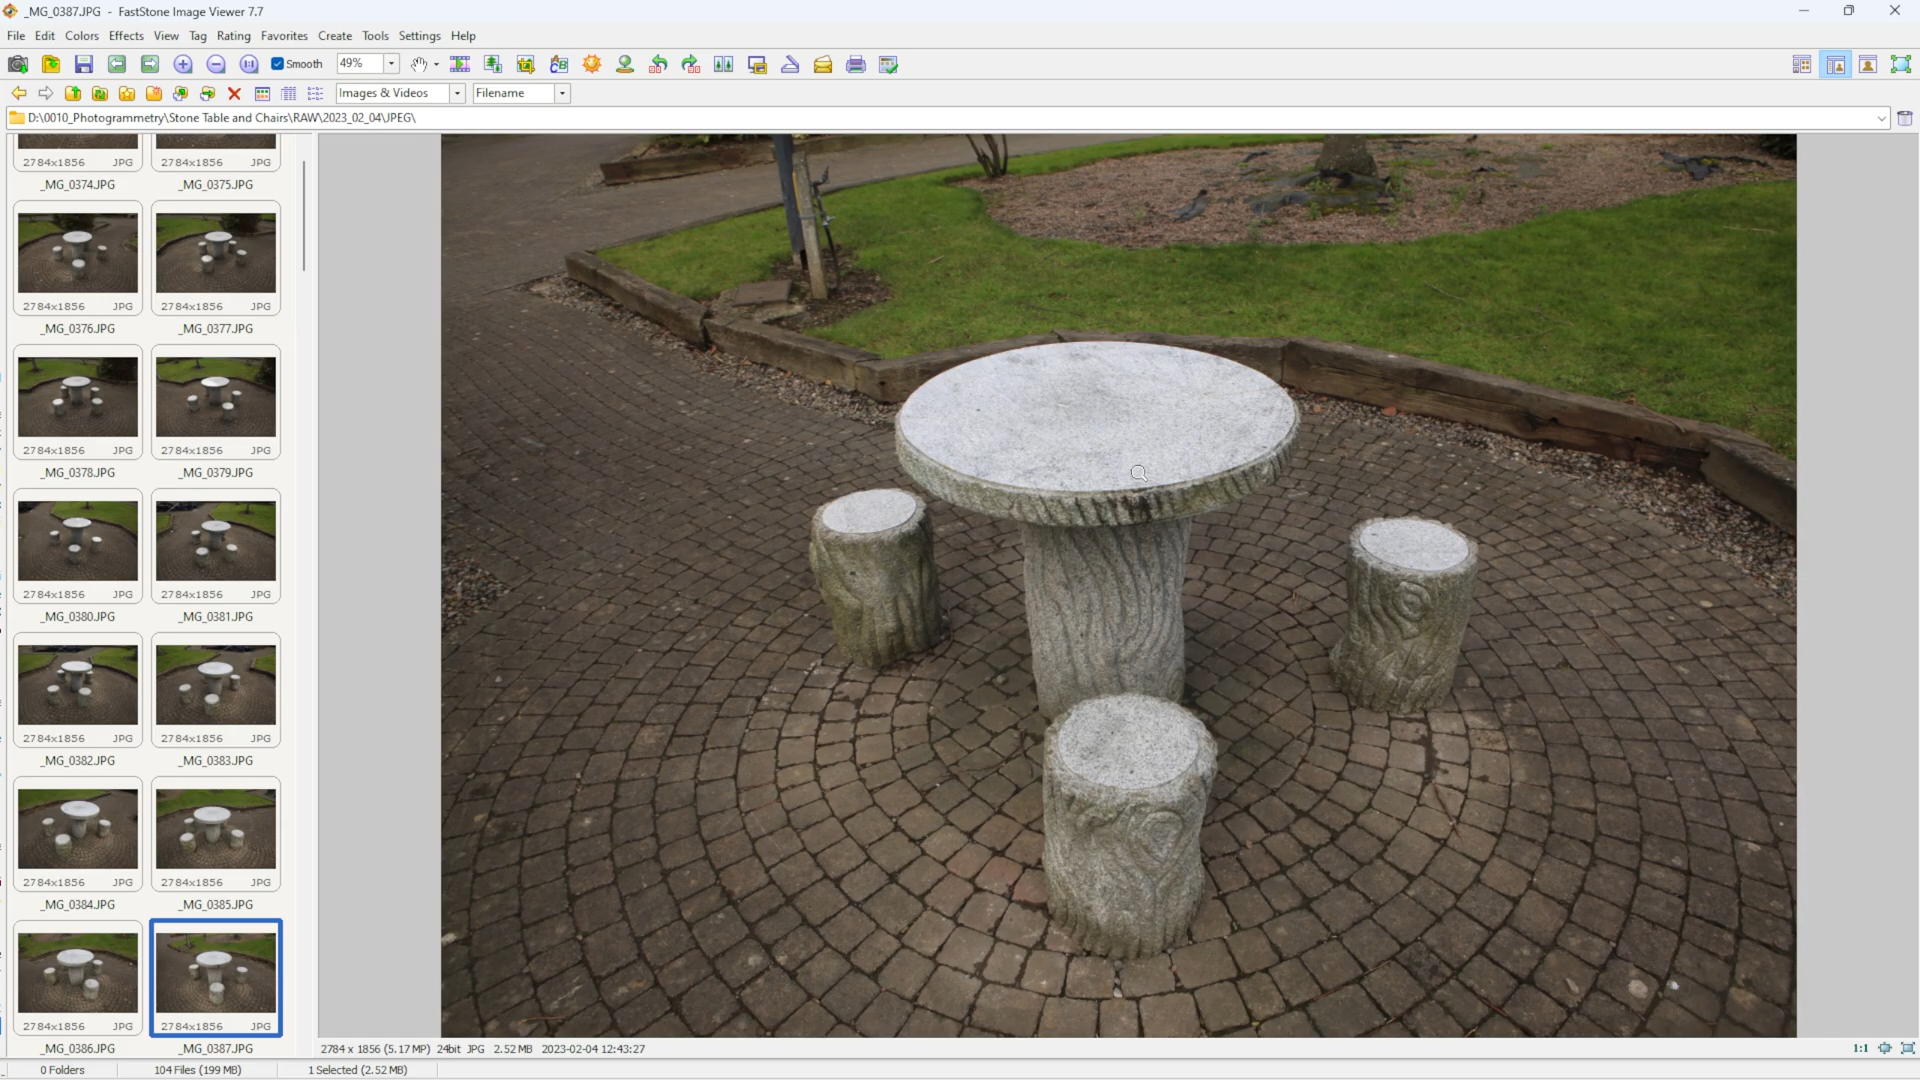 _MG_0387.JPG - FastStone Image Viewer 7.7
File Edit Colors Effects View Tag Rating Favorites Create Tools Settings Help
1:1 Smooth 49%
Images & Videos Filename
D:\0010_Photogrammetry\Stone Table and Chairs\RAW\2023_02_04\JPEG\
2784x1856 JPG 2784x1856 JPG
_MG_0374.JPG _MG_0375.JPG
2784x1856 JPG 2784x1856 JPG
_MG_0376.JPG _MG_0377.JPG
2784x1856 JPG 2784x1856 JPG
_MG_0378.JPG _MG_0379.JPG
2784x1856 JPG 2784x1856 JPG
_MG_0380.JPG _MG_0381.JPG
2784x1856 JPG 2784x1856 JPG
_MG_0382.JPG _MG_0383.JPG
2784x1856 JPG 2784x1856 JPG
_MG_0384.JPG _MG_0385.JPG
2784x1856 JPG 2784x1856 JPG
_MG_0386.JPG _MG_0387.JPG
2784 x 1856 (5.17 MP) 24bit JPG 2.52 MB 2023-02-04 12:43:27
1:1
0 Folders 104 Files (199 MB) 1 Selected (2.52 MB)